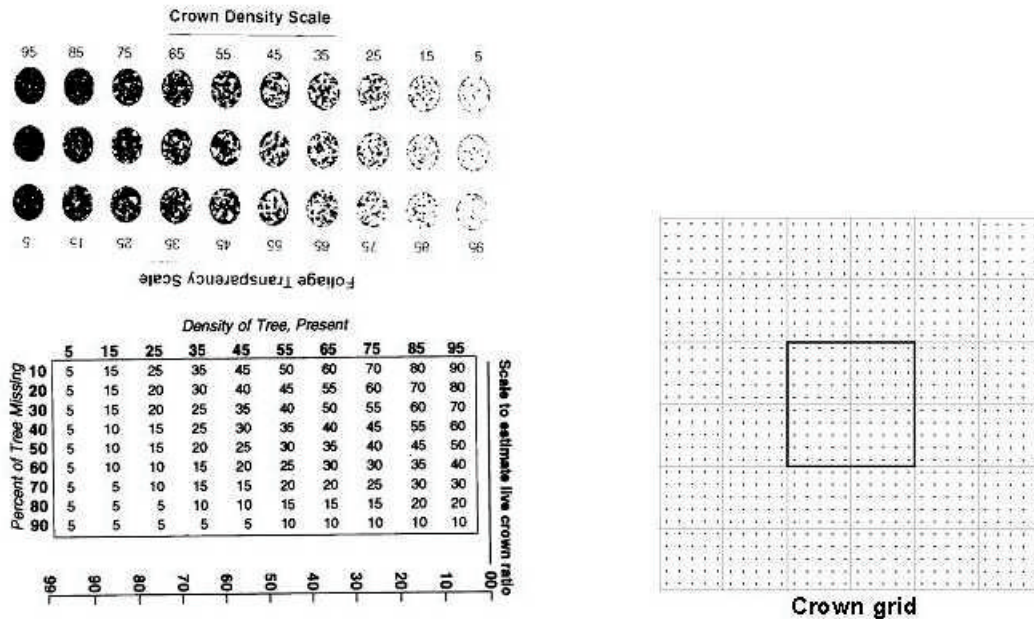 Crown Density Scale
95 85 75 65 55 45 35 25 15 5
5 15 25 35 45 55 65 75 85 95
Foliage Transparency Scale
Density of Tree, Present
5 15 25 35 45 55 65 75 85 95
Percent of Tree Missing
10 5 15 25 35 45 50 60 70 80 90
20 5 15 20 30 40 45 55 60 70 80
30 5 15 20 25 35 40 50 55 60 70
40 5 10 15 25 30 35 40 45 55 60
50 5 10 15 20 25 30 35 40 45 50
60 5 10 10 15 20 25 30 30 35 40
70 5 5 10 15 15 20 20 25 30 30
80 5 5 5 10 10 15 15 15 20 20
90 5 5 5 5 5 10 10 10 10 10
Scale to estimate live crown ratio
99 90 80 70 60 50 40 30 20 10 00
Crown grid